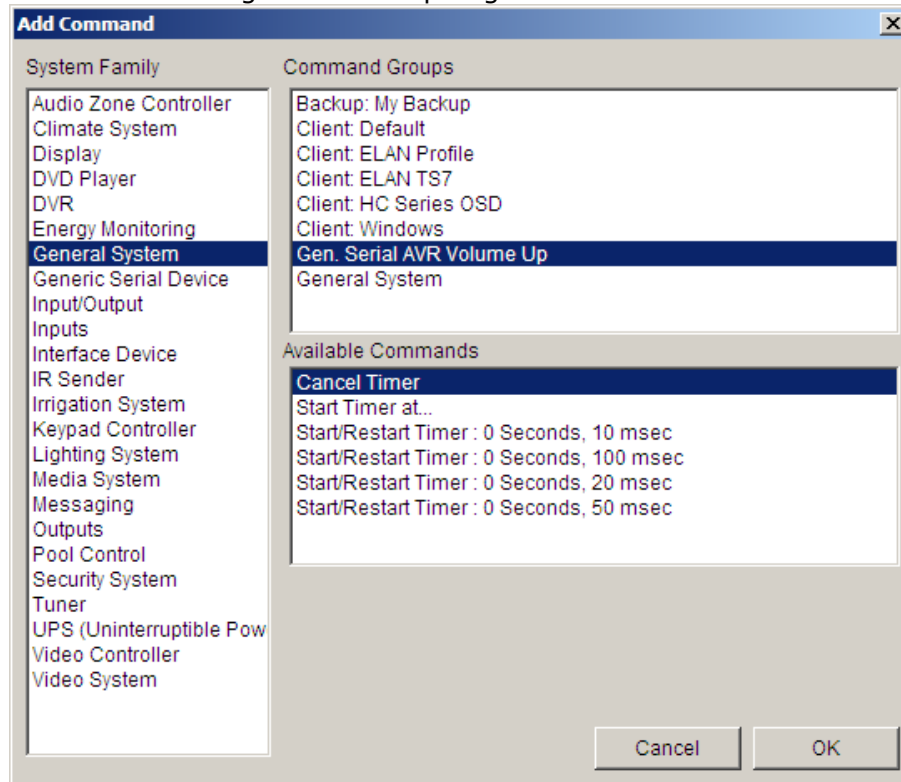 Add Command
System Family
Audio Zone Controller
Climate System
Display
DVD Player
DVR
Energy Monitoring
General System
Generic Serial Device
Input/Output
Inputs
Interface Device
IR Sender
Irrigation System
Keypad Controller
Lighting System
Media System
Messaging
Outputs
Pool Control
Security System
Tuner
UPS (Uninterruptible Pow
Video Controller
Video System
Command Groups
Backup: My Backup
Client: Default
Client: ELAN Profile
Client: ELAN TS7
Client: HC Series OSD
Client: Windows
Gen. Serial AVR Volume Up
General System
Available Commands
Cancel Timer
Start Timer at...
Start/Restart Timer : 0 Seconds, 10 msec
Start/Restart Timer : 0 Seconds, 100 msec
Start/Restart Timer : 0 Seconds, 20 msec
Start/Restart Timer : 0 Seconds, 50 msec
Cancel
OK